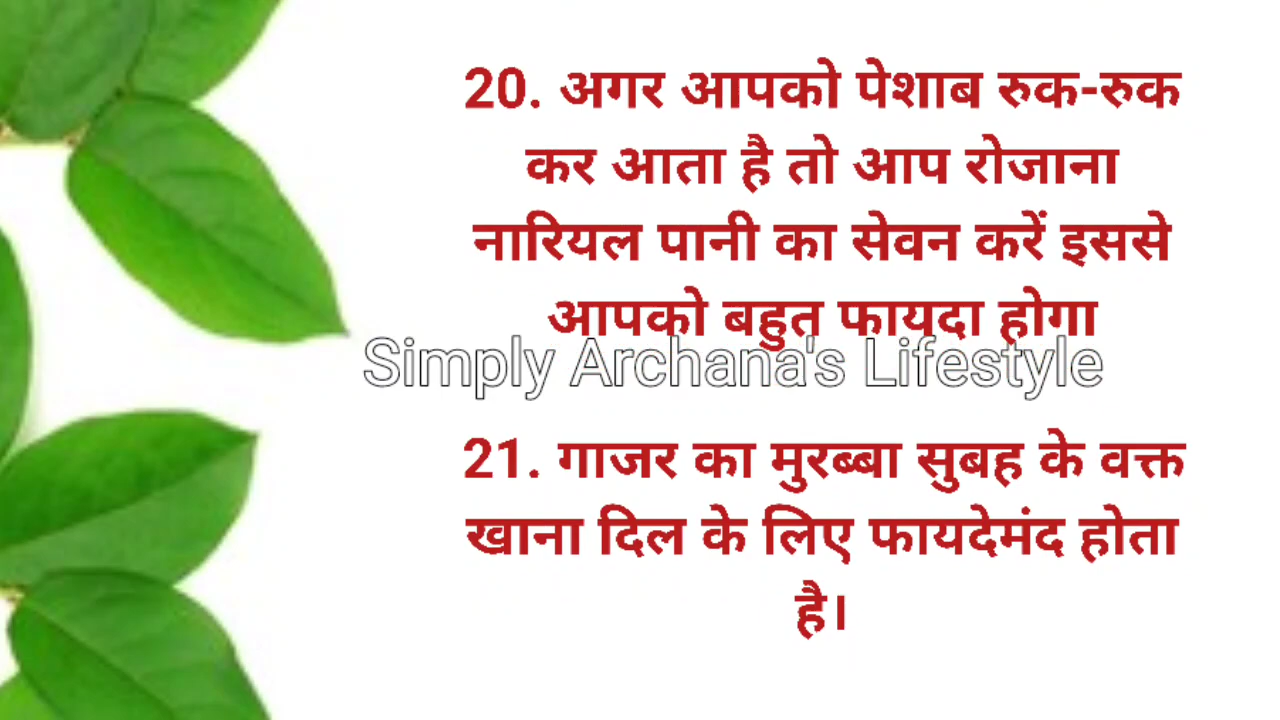 20. अगर आपको पेशाब रुक-रुक
कर आता है तो आप रोजाना
नारियल पानी का सेवन करें इससे
आपको बहुत फायदा होगा
Simply Archana's Lifestyle
21. गाजर का मुरब्बा सुबह के वक्त
खाना दिल के लिए फायदेमंद होता
है।